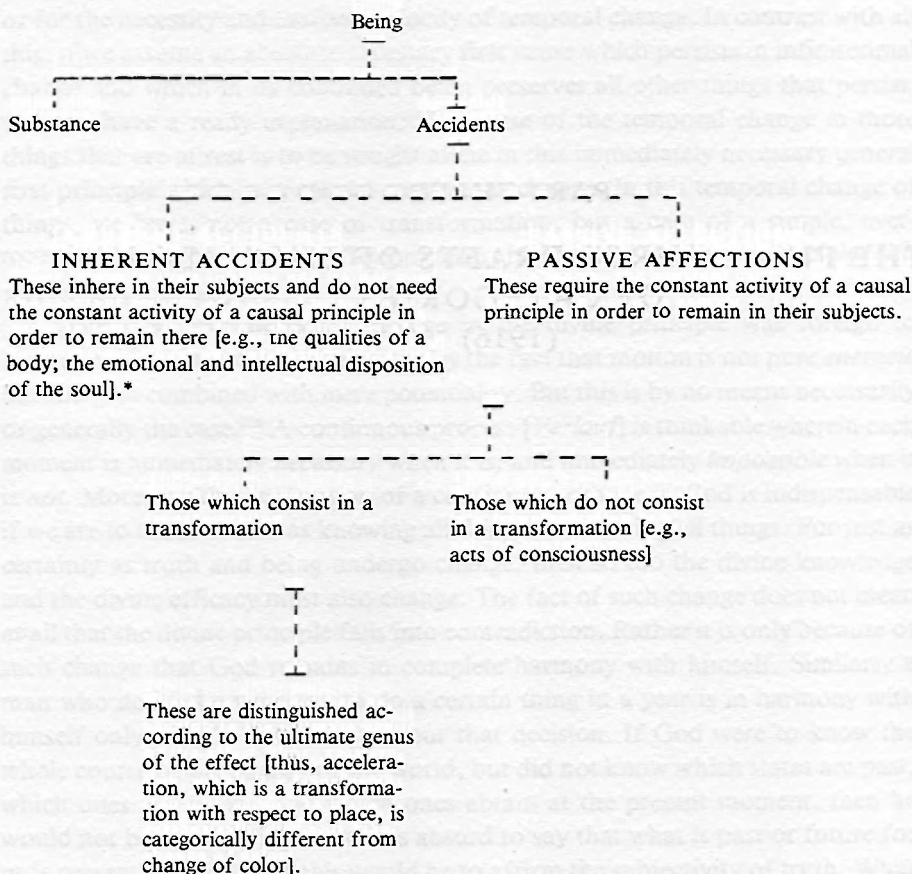 Being
Substance
Accidents
INHERENT ACCIDENTS
These inhere in their subjects and do not need
the constant activity of a causal principle in
order to remain there [e.g., the qualities of a
body; the emotional and intellectual disposition
of the soul].*
PASSIVE AFFECTIONS
These require the constant activity of a causal
principle in order to remain in their subjects.
Those which consist in a
transformation
Those which do not consist
in a transformation [e.g.,
acts of consciousness]
These are distinguished ac-
cording to the ultimate genus
of the effect [thus, accelera-
tion, which is a transforma-
tion with respect to place, is
categorically different from
change of color].